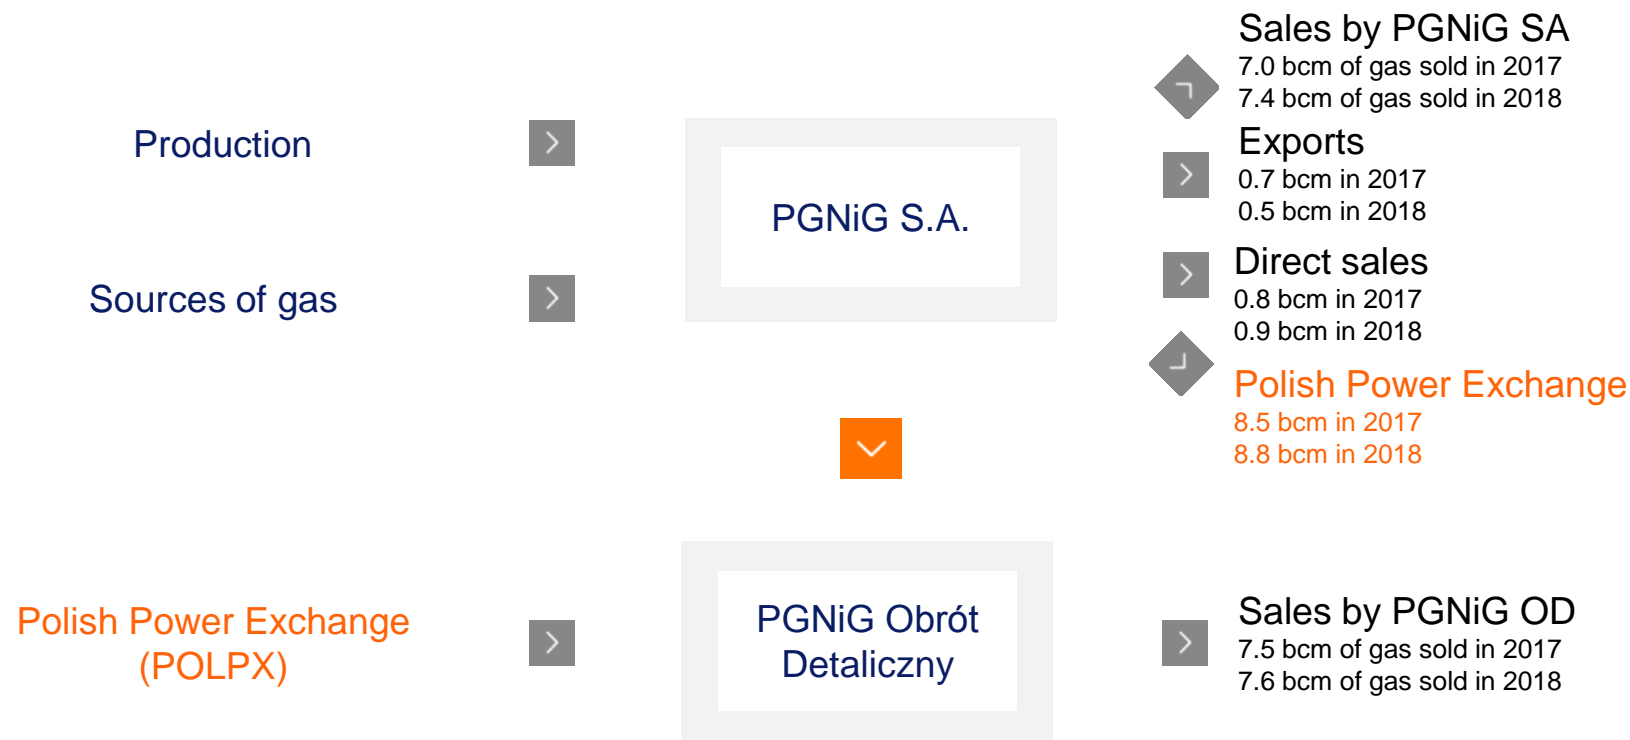 Production
Sources of gas
PGNiG S.A.
Sales by PGNiG SA
7.0 bcm of gas sold in 2017
7.4 bcm of gas sold in 2018
Exports
0.7 bcm in 2017
0.5 bcm in 2018
Direct sales
0.8 bcm in 2017
0.9 bcm in 2018
Polish Power Exchange
8.5 bcm in 2017
8.8 bcm in 2018
Polish Power Exchange
(POLPX)
PGNiG Obrót
Detaliczny
Sales by PGNiG OD
7.5 bcm of gas sold in 2017
7.6 bcm of gas sold in 2018